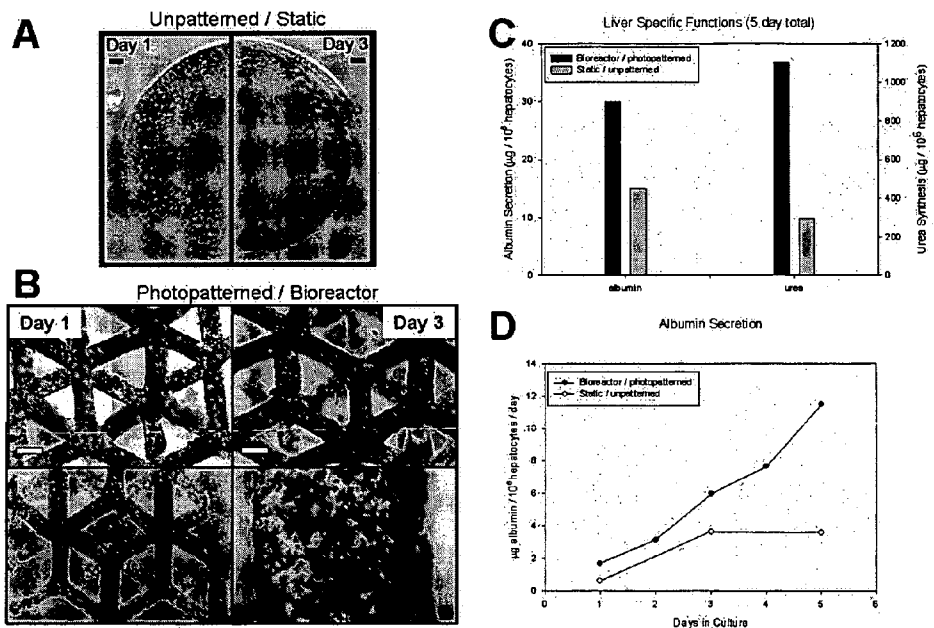 A
Unpatterned / Static
Day 1
Day 3
B
Photopatterned / Bioreactor
Day 1
Day 3
C
Liver Specific Functions (5 day total)
Bioreactor / photopatterned
Static / unpatterned
Albumin Secretion (µg / 10⁶ hepatocytes)
40
30
20
10
0
Urea Synthesis (µg / 10⁶ hepatocytes)
1200
1000
800
600
400
200
0
albumin
urea
D
Albumin Secretion
Bioreactor / photopatterned
Static / unpatterned
µg albumin / 10⁶ hepatocytes / day
14
12
10
8
6
4
2
0
0 1 2 3 4 5 6
Days in Culture